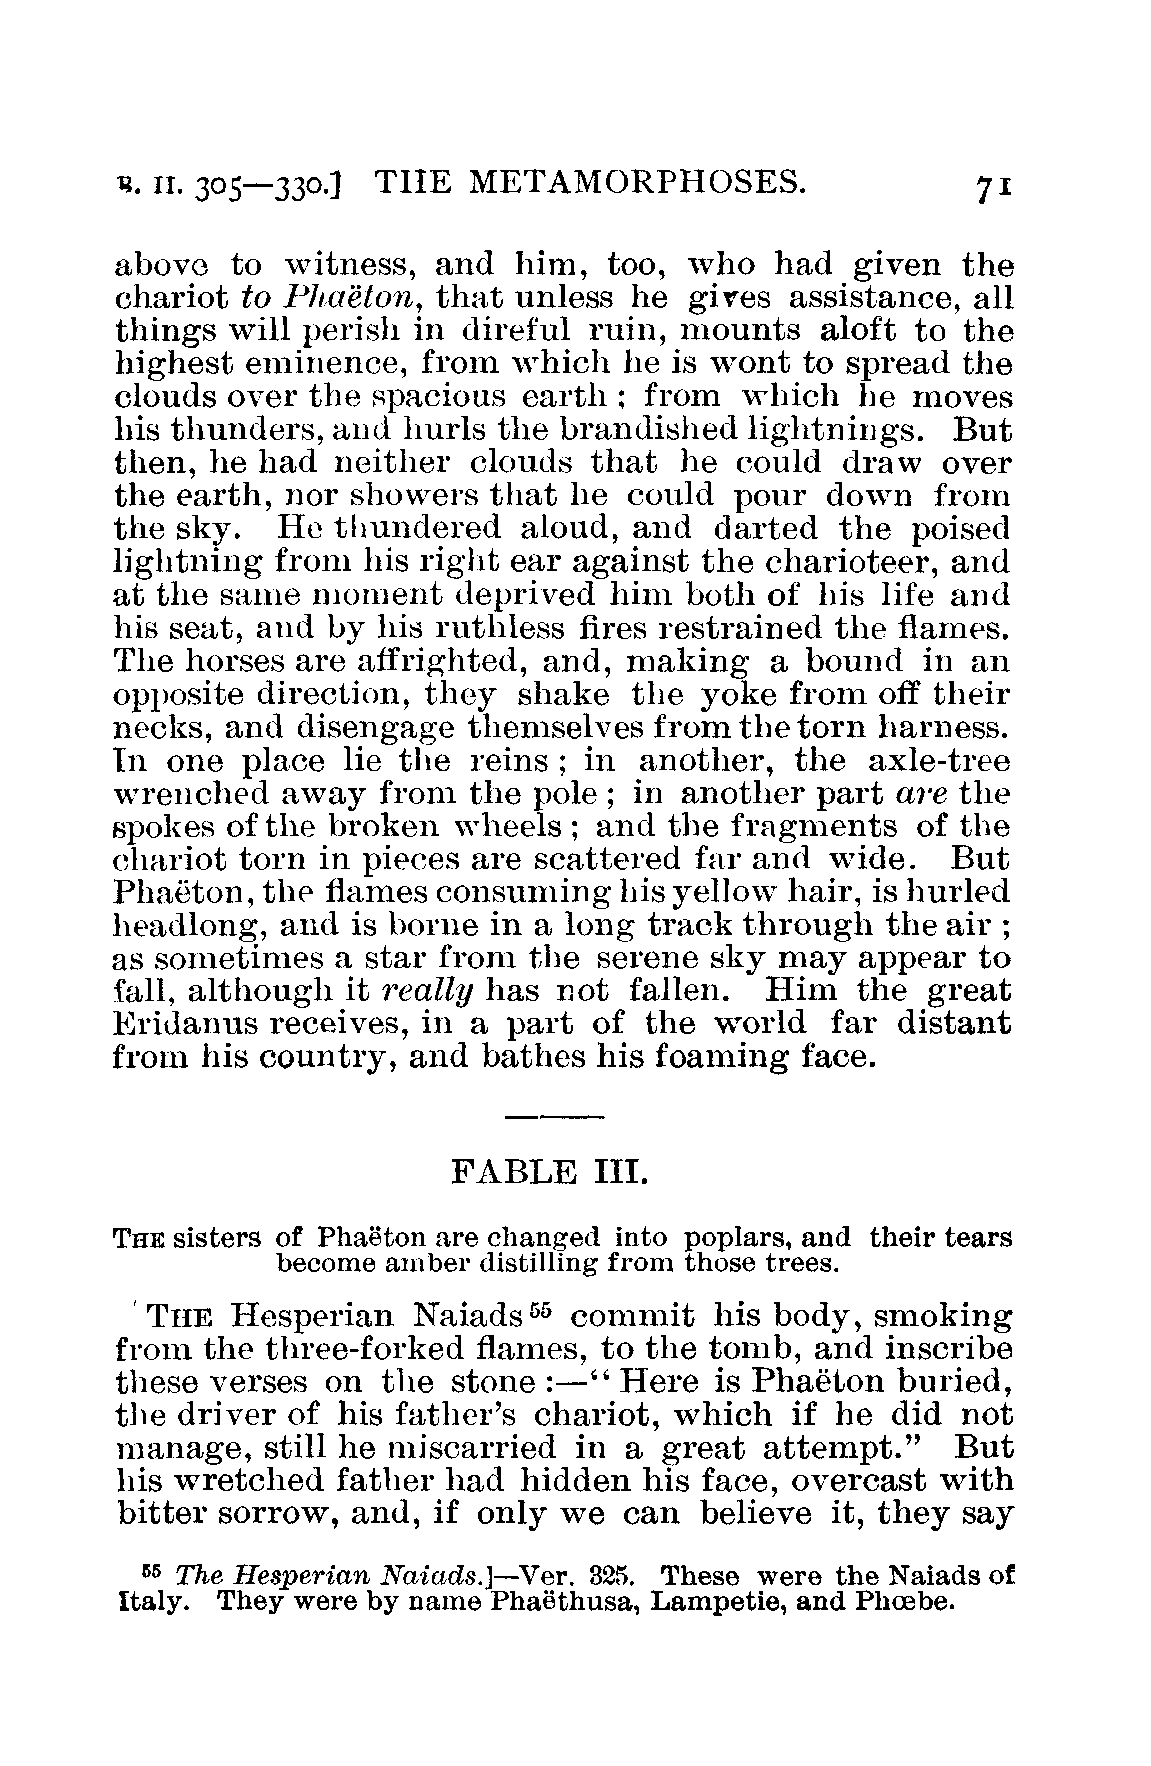 B. II. 305—330.] THE METAMORPHOSES. 71
above to witness, and him, too, who had given the
chariot to Phaëton, that unless he gives assistance, all
things will perish in direful ruin, mounts aloft to the
highest eminence, from which he is wont to spread the
clouds over the spacious earth ; from which he moves
his thunders, and hurls the brandished lightnings. But
then, he had neither clouds that he could draw over
the earth, nor showers that he could pour down from
the sky. He thundered aloud, and darted the poised
lightning from his right ear against the charioteer, and
at the same moment deprived him both of his life and
his seat, and by his ruthless fires restrained the flames.
The horses are affrighted, and, making a bound in an
opposite direction, they shake the yoke from off their
necks, and disengage themselves from the torn harness.
In one place lie the reins ; in another, the axle-tree
wrenched away from the pole ; in another part are the
spokes of the broken wheels ; and the fragments of the
chariot torn in pieces are scattered far and wide. But
Phaëton, the flames consuming his yellow hair, is hurled
headlong, and is borne in a long track through the air ;
as sometimes a star from the serene sky may appear to
fall, although it really has not fallen. Him the great
Eridanus receives, in a part of the world far distant
from his country, and bathes his foaming face.
FABLE III.
THE sisters of Phaëton are changed into poplars, and their tears
become amber distilling from those trees.
THE Hesperian Naiads⁵⁵ commit his body, smoking
from the three-forked flames, to the tomb, and inscribe
these verses on the stone :—“ Here is Phaëton buried,
the driver of his father’s chariot, which if he did not
manage, still he miscarried in a great attempt.” But
his wretched father had hidden his face, overcast with
bitter sorrow, and, if only we can believe it, they say
⁵⁵ The Hesperian Naiads.]—Ver. 325. These were the Naiads of
Italy. They were by name Phaëthusa, Lampetie, and Phœbe.